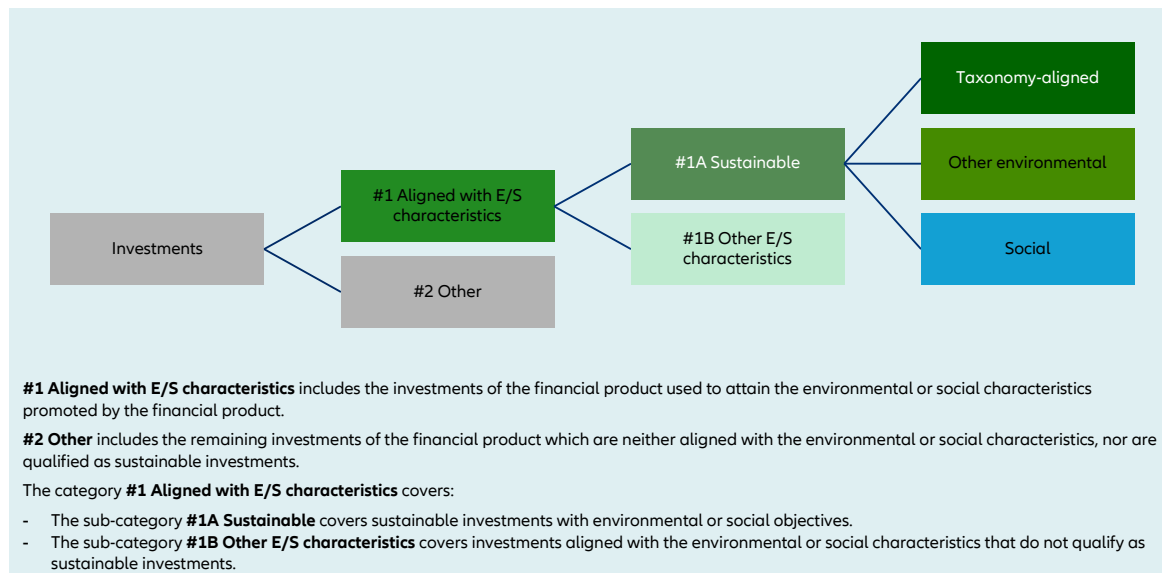 Investments
#1 Aligned with E/S
characteristics
#2 Other
#1A Sustainable
#1B Other E/S
characteristics
Taxonomy-aligned
Other environmental
Social
#1 Aligned with E/S characteristics includes the investments of the financial product used to attain the environmental or social characteristics
promoted by the financial product.
#2 Other includes the remaining investments of the financial product which are neither aligned with the environmental or social characteristics, nor are
qualified as sustainable investments.
The category #1 Aligned with E/S characteristics covers:
- The sub-category #1A Sustainable covers sustainable investments with environmental or social objectives.
- The sub-category #1B Other E/S characteristics covers investments aligned with the environmental or social characteristics that do not qualify as
sustainable investments.